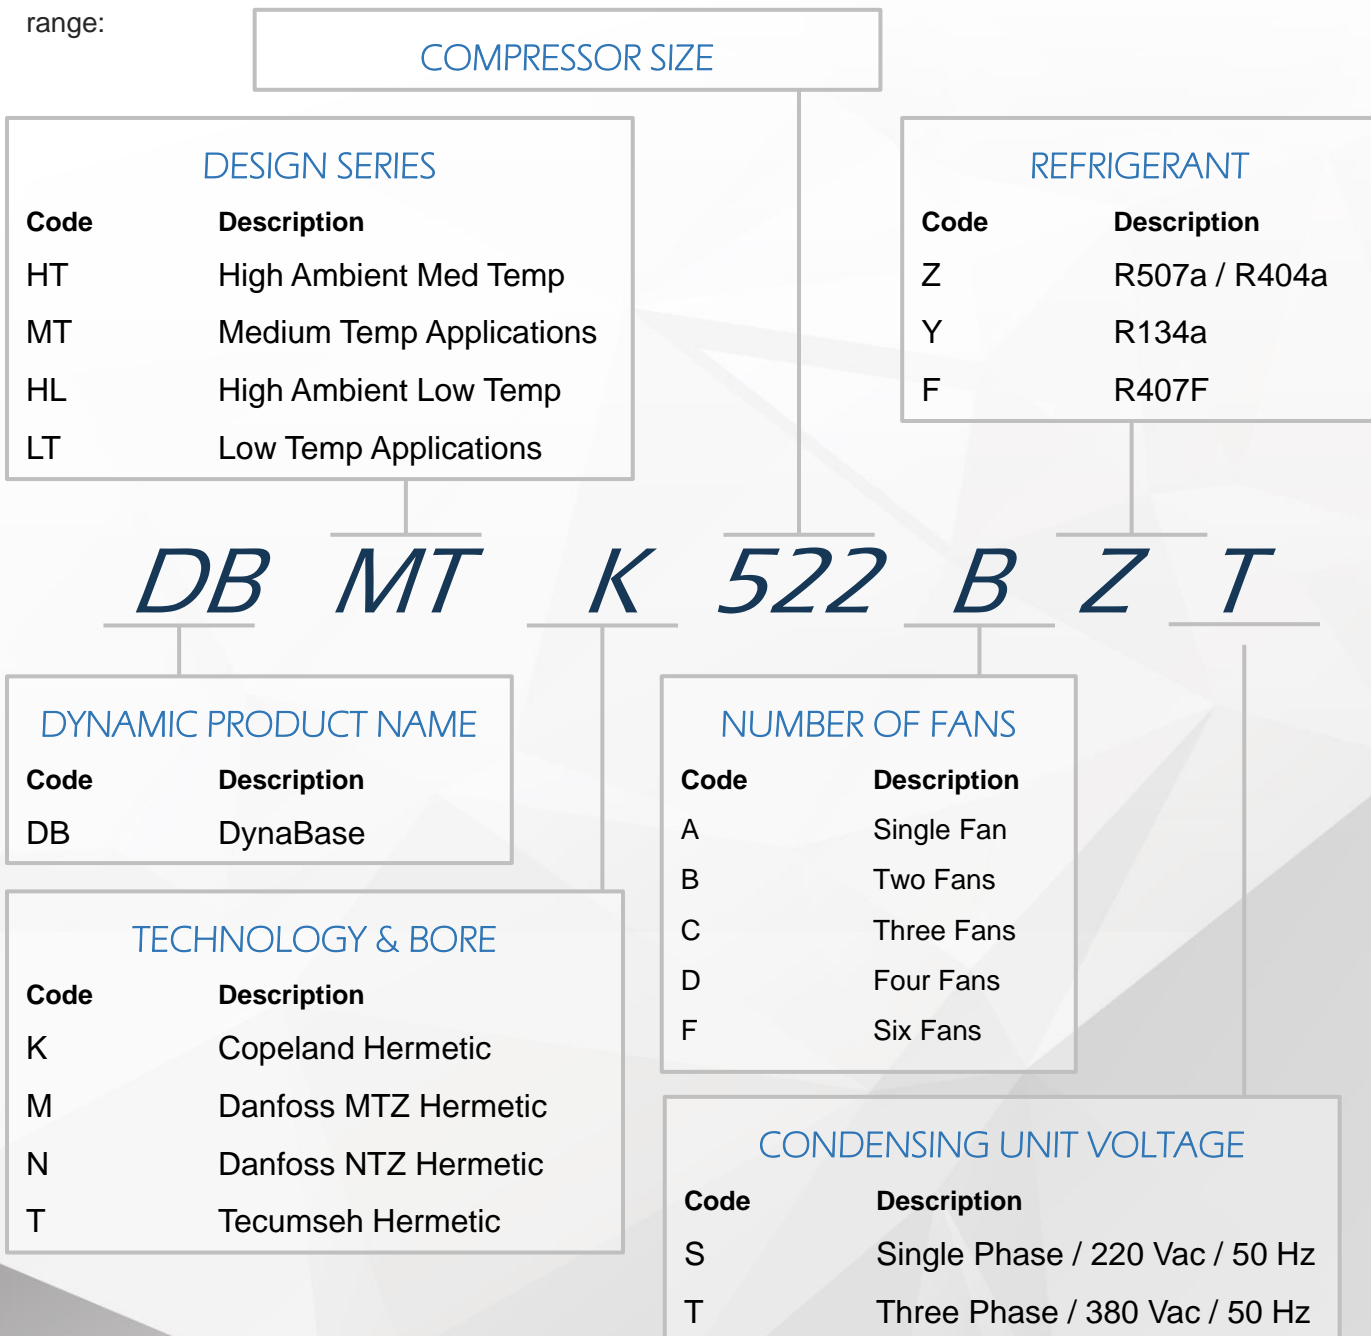 range:
COMPRESSOR SIZE
DESIGN SERIES
Code Description
HT High Ambient Med Temp
MT Medium Temp Applications
HL High Ambient Low Temp
LT Low Temp Applications
REFRIGERANT
Code Description
Z R507a / R404a
Y R134a
F R407F
DB MT K 522 B Z T
DYNAMIC PRODUCT NAME
Code Description
DB DynaBase
TECHNOLOGY & BORE
Code Description
K Copeland Hermetic
M Danfoss MTZ Hermetic
N Danfoss NTZ Hermetic
T Tecumseh Hermetic
NUMBER OF FANS
Code Description
A Single Fan
B Two Fans
C Three Fans
D Four Fans
F Six Fans
CONDENSING UNIT VOLTAGE
Code Description
S Single Phase / 220 Vac / 50 Hz
T Three Phase / 380 Vac / 50 Hz